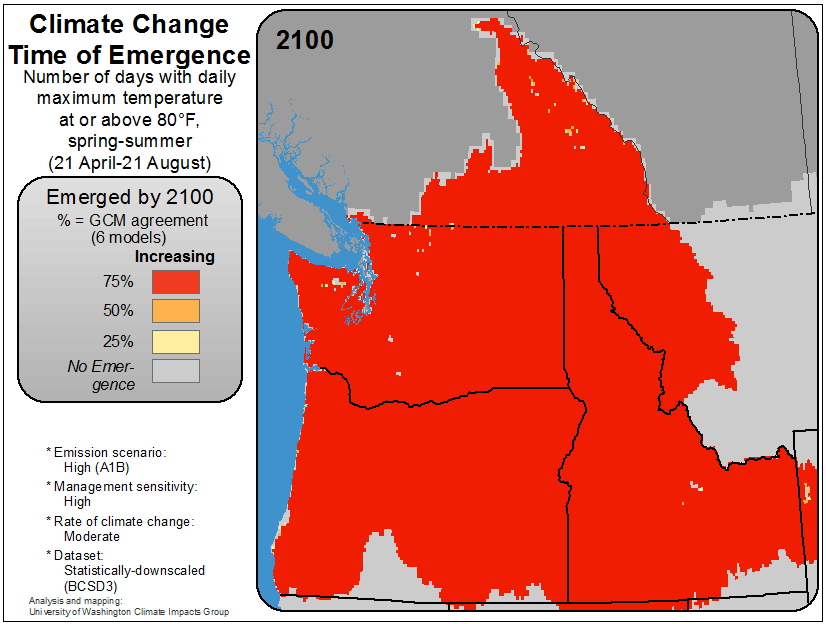 Climate Change
Time of Emergence
Number of days with daily
maximum temperature
at or above 80°F,
spring-summer
(21 April-21 August)
Emerged by 2100
% = GCM agreement
(6 models)
Increasing
75%
50%
25%
No Emer-
gence
* Emission scenario:
High (A1B)
* Management sensitivity:
High
* Rate of climate change:
Moderate
* Dataset:
Statistically-downscaled
(BCSD3)
Analysis and mapping:
University of Washington Climate Impacts Group
2100